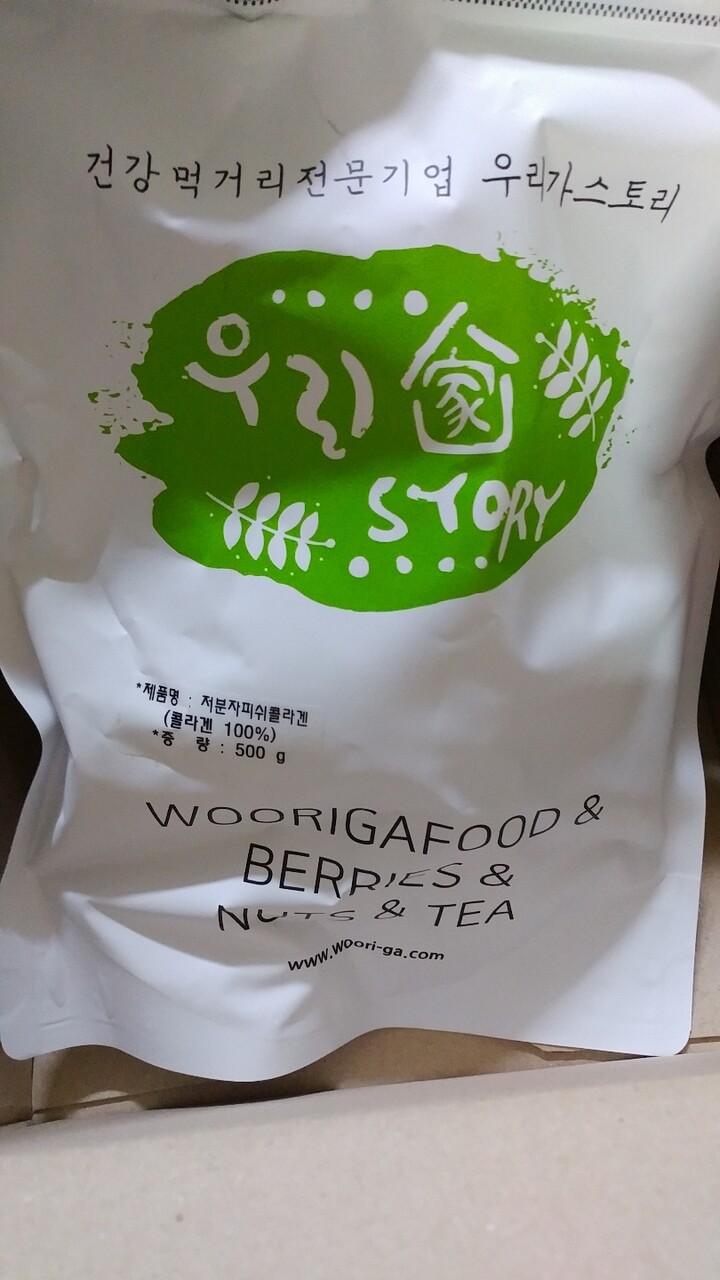 건강먹거리전문기업 우리가스토리
우리家
STORY
*제품명 : 저분자피쉬콜라겐
(콜라겐 100%)
*중 량 : 500 g
WOORIGAFOOD &
BERRIES &
NUTS & TEA
www.woori-ga.com